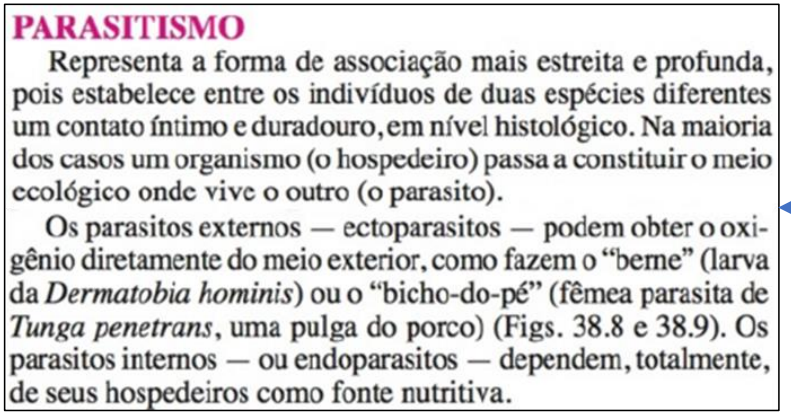 PARASITISMO
Representa a forma de associação mais estreita e profunda,
pois estabelece entre os indivíduos de duas espécies diferentes
um contato íntimo e duradouro, em nível histológico. Na maioria
dos casos um organismo (o hospedeiro) passa a constituir o meio
ecológico onde vive o outro (o parasito).
Os parasitos externos — ectoparasitos — podem obter o oxi-
gênio diretamente do meio exterior, como fazem o “berne” (larva
da Dermatobia hominis) ou o “bicho-do-pé” (fêmea parasita de
Tunga penetrans, uma pulga do porco) (Figs. 38.8 e 38.9). Os
parasitos internos — ou endoparasitos — dependem, totalmente,
de seus hospedeiros como fonte nutritiva.